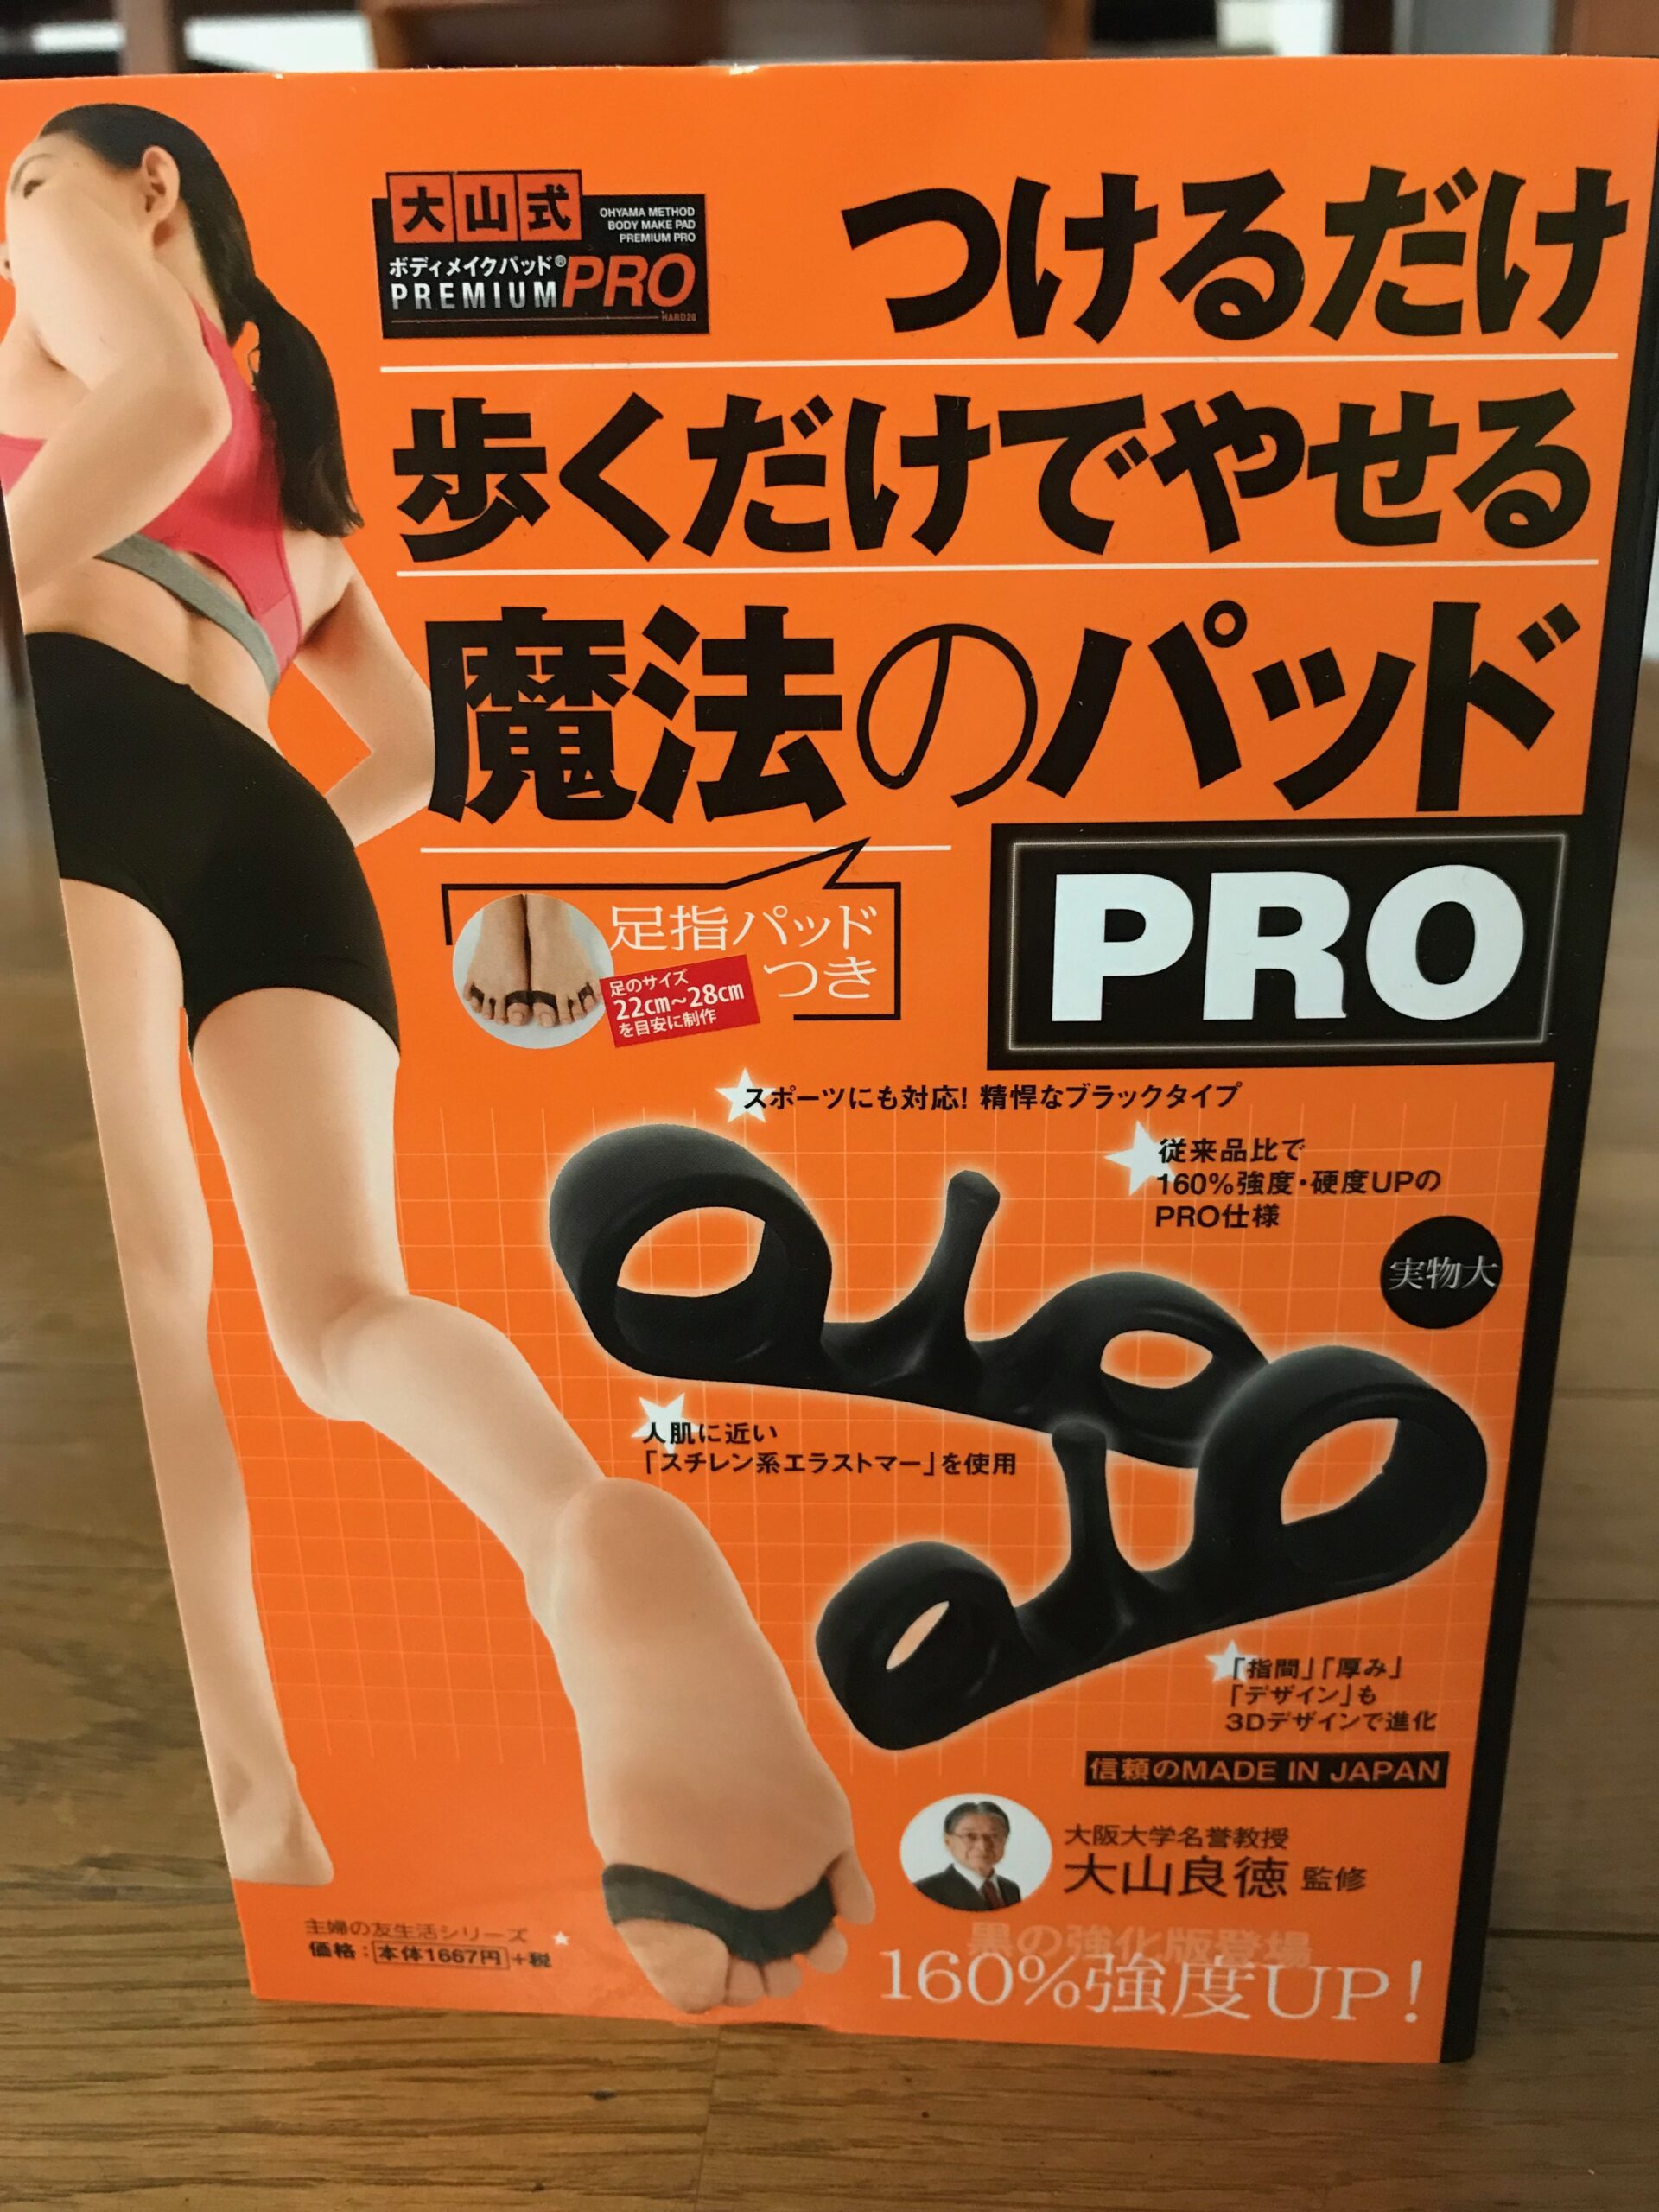 大山式
OHYAMA METHOD
BODY MAKE PAD
PREMIUM PRO
ボディメイクパッド®
PREMIUM PRO
HARD20
つけるだけ
歩くだけでやせる
魔法のパッド
PRO
足指パッド
つき
足のサイズ
22cm~28cm
を目安に制作
スポーツにも対応! 精悍なブラックタイプ
従来品比で
160%強度・硬度UPの
PRO仕様
実物大
人肌に近い
「スチレン系エラストマー」を使用
「指間」「厚み」
「デザイン」も
3Dデザインで進化
信頼のMADE IN JAPAN
大阪大学名誉教授
大山良徳 監修
主婦の友生活シリーズ
価格:本体1667円+税
黒の強化版登場
160%強度UP!